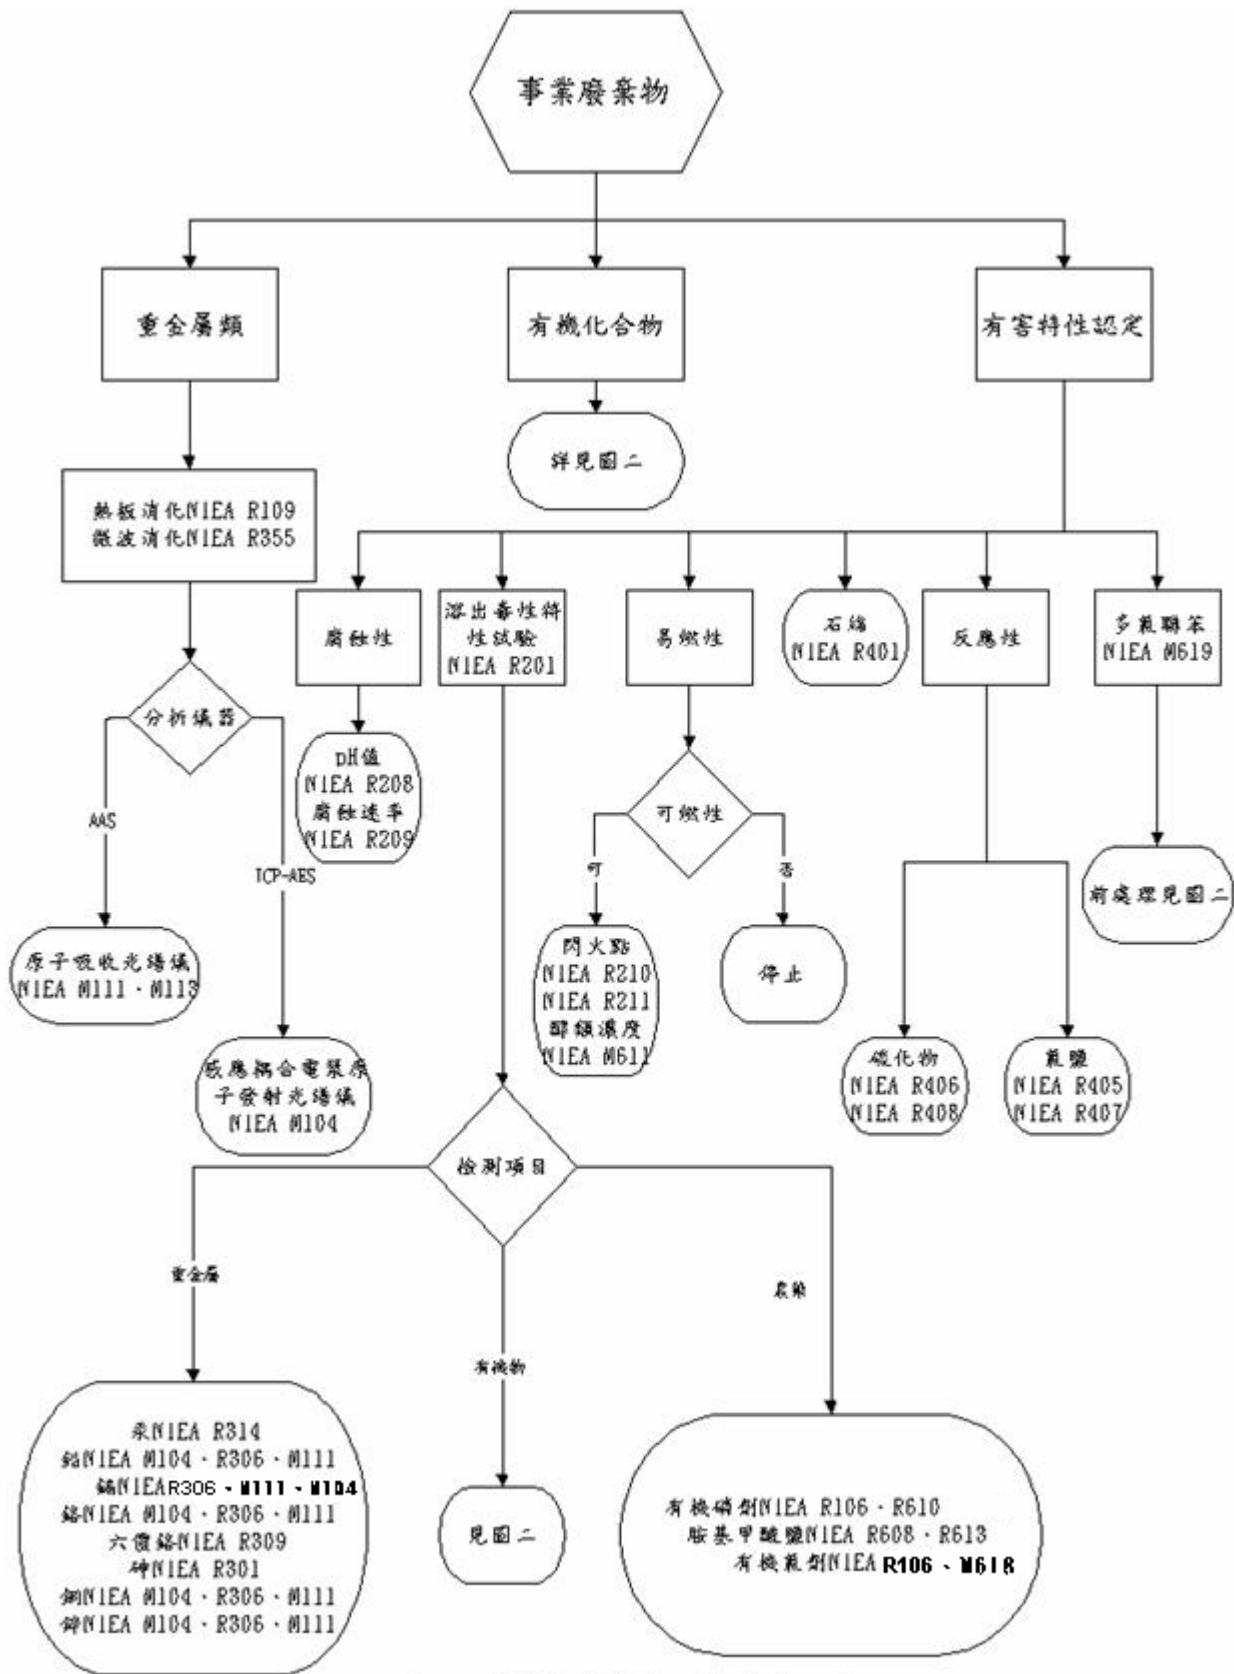 事業廢棄物
重金屬類
有機化合物
有害特性認定
詳見圖二
熱板消化NIEA R109
微波消化NIEA R355
腐蝕性
溶出毒性特
性試驗
NIEA R201
易燃性
石綿
NIEA R401
反應性
多氯聯苯
NIEA M619
分析儀器
pH值
NIEA R208
腐蝕速率
NIEA R209
可燃性
AAS
ICP-AES
可
否
前處理見圖二
原子吸收光譜儀
NIEA M111、M113
閃火點
NIEA R210
NIEA R211
醇類濃度
NIEA M611
停止
感應耦合電漿原
子發射光譜儀
NIEA M104
硫化物
NIEA R406
NIEA R408
氰鹽
NIEA R405
NIEA R407
檢測項目
重金屬
有機物
農藥
汞NIEA R314
鉛NIEA M104、R306、M111
鎘NIEA R306、M111、M104
鉻NIEA M104、R306、M111
六價鉻NIEA R309
砷NIEA R301
銅NIEA M104、R306、M111
鋅NIEA M104、R306、M111
見圖二
有機磷劑NIEA R106、R610
胺基甲酸鹽NIEA R608、R613
有機氯劑NIEA R106、M618